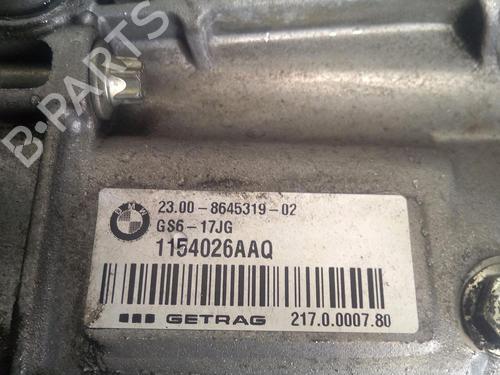 B-PARTS
BMW
23.00-8645319-02
GS6-17JG
1154026AAQ
GETRAG 217.0.0007.80